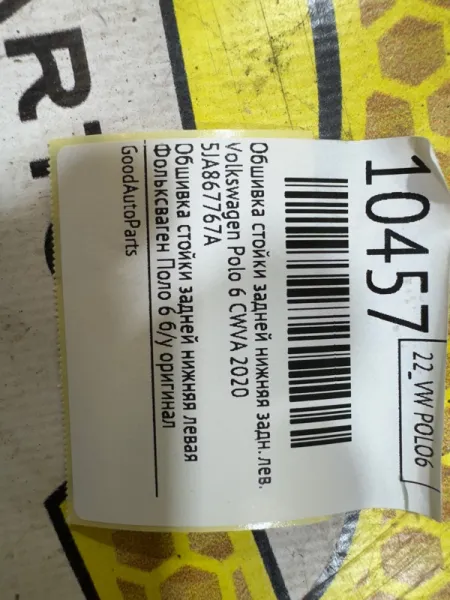 10457
22_VW POLO6
Обшивка стойки задней нижняя задн. лев.
Volkswagen Polo 6 CWVA 2020
5JA867767A
Обшивка стойки задней нижняя левая
Фольксваген Поло 6 б/у оригинал
GoodAutoParts